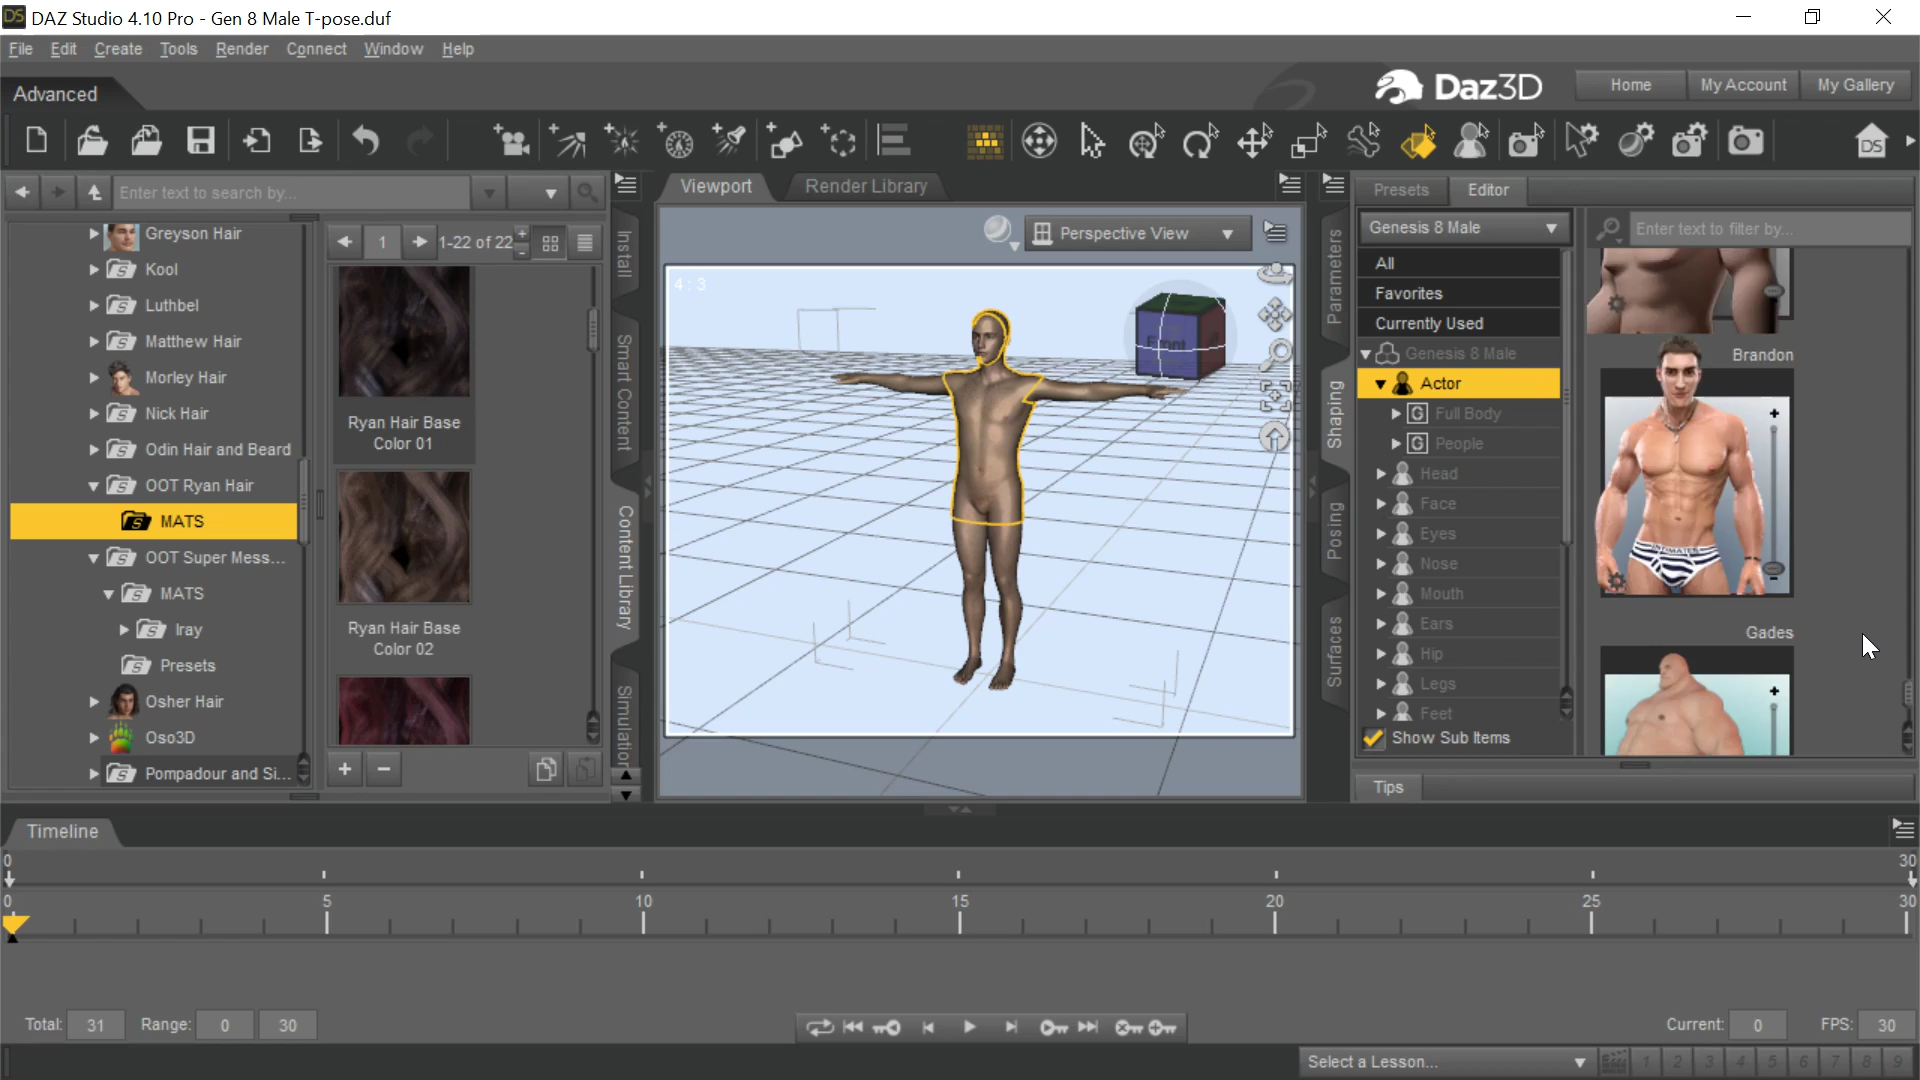 DAZ Studio 4.10 Pro - Gen 8 Male T-pose.duf
File Edit Create Tools Render Connect Window Help
Advanced
Daz3D
Home
My Account
My Gallery
DS
Enter text to search by...
Greyson Hair
Kool
Luthbel
Matthew Hair
Morley Hair
Nick Hair
Odin Hair and Beard
OOT Ryan Hair
MATS
OOT Super Mess...
MATS
Iray
Presets
Osher Hair
Oso3D
Pompadour and Si...
1
1-22 of 22
Ryan Hair Base
Color 01
Ryan Hair Base
Color 02
Install
Smart Content
Content Library
Simulation
Viewport
Render Library
Perspective View
4 : 3
Front
Parameters
Shaping
Posing
Surfaces
Presets
Editor
Genesis 8 Male
Enter text to filter by...
All
Favorites
Currently Used
Genesis 8 Male
Actor
Full Body
People
Head
Face
Eyes
Nose
Mouth
Ears
Hip
Legs
Feet
Show Sub Items
Brandon
Gades
Tips
Timeline
0 30
0 5 10 15 20 25 30
Total: 31 Range: 0 30
Current: 0 FPS: 30
Select a Lesson...
1 2 3 4 5 6 7 8 9